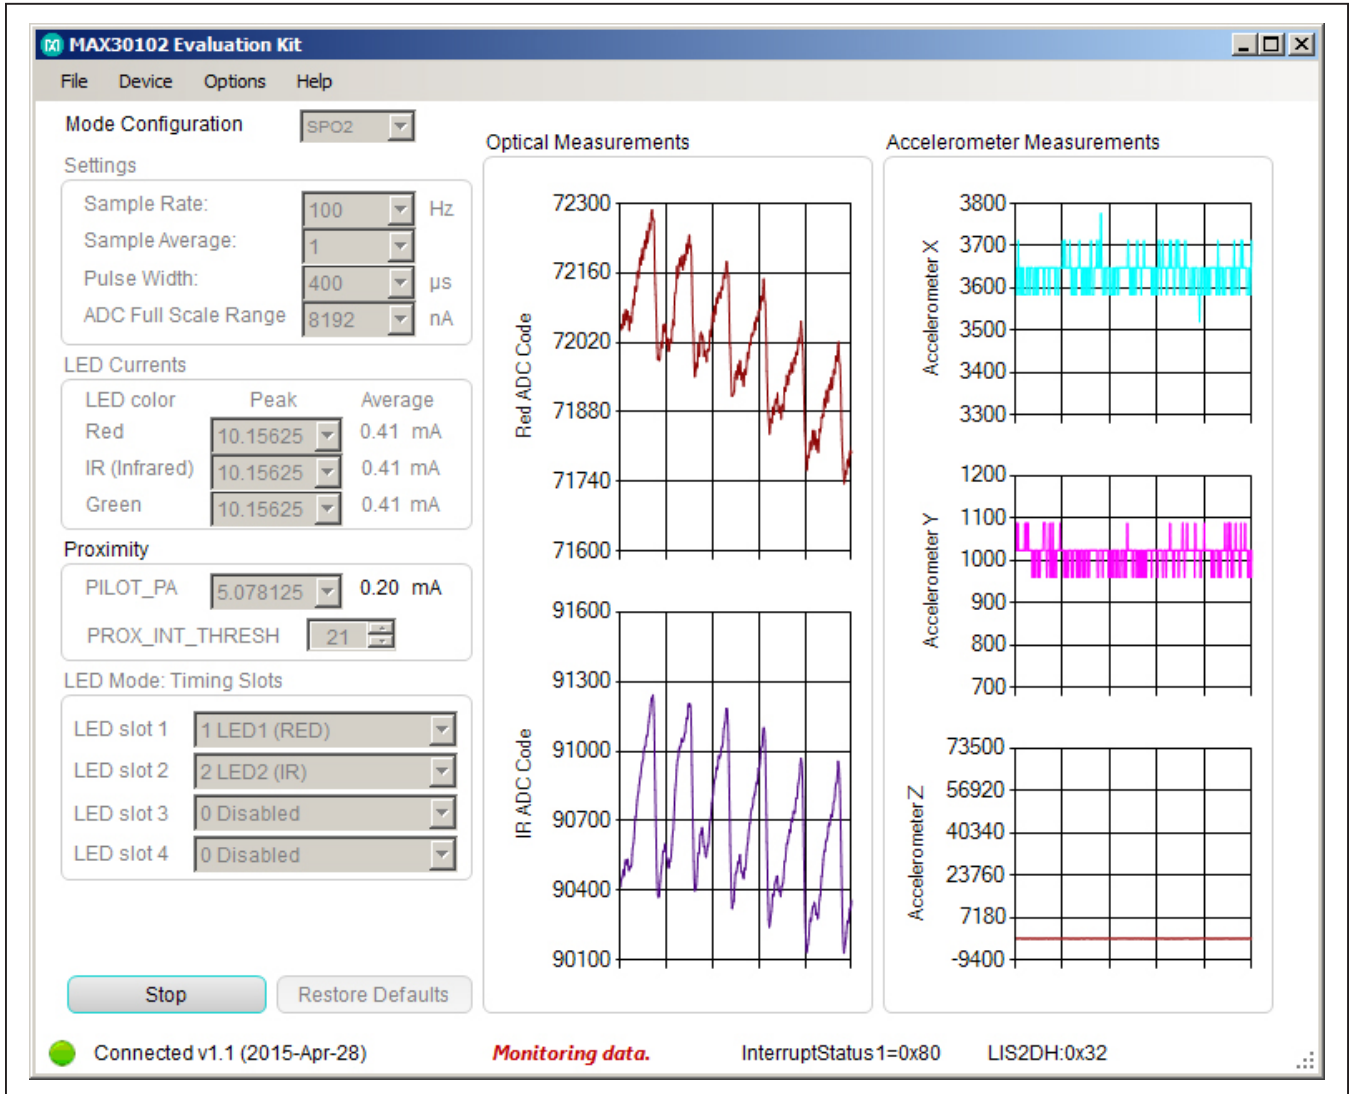 MAX30102 Evaluation Kit
File Device Options Help
Mode Configuration SPO2
Settings
Sample Rate: 100 Hz
Sample Average: 1
Pulse Width: 400 µs
ADC Full Scale Range 8192 nA
LED Currents
LED color Peak Average
Red 10.15625 0.41 mA
IR (Infrared) 10.15625 0.41 mA
Green 10.15625 0.41 mA
Proximity
PILOT_PA 5.078125 0.20 mA
PROX_INT_THRESH 21
LED Mode: Timing Slots
LED slot 1 1 LED1 (RED)
LED slot 2 2 LED2 (IR)
LED slot 3 0 Disabled
LED slot 4 0 Disabled
Stop Restore Defaults
Optical Measurements
Red ADC Code
72300
72160
72020
71880
71740
71600
IR ADC Code
91600
91300
91000
90700
90400
90100
Accelerometer Measurements
Accelerometer X
3800
3700
3600
3500
3400
3300
Accelerometer Y
1200
1100
1000
900
800
700
Accelerometer Z
73500
56920
40340
23760
7180
-9400
Connected v1.1 (2015-Apr-28) Monitoring data. InterruptStatus1=0x80 LIS2DH:0x32